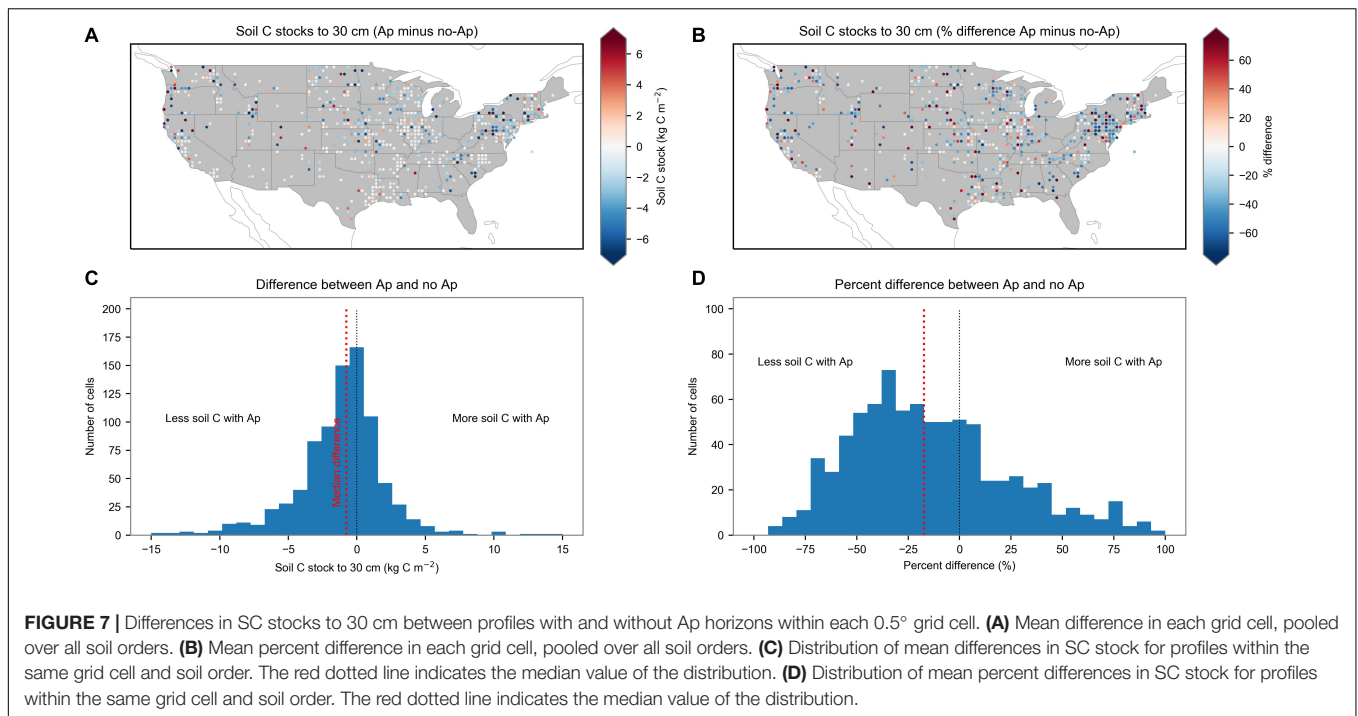 A
Soil C stocks to 30 cm (Ap minus no-Ap)
6
4
2
0
−2
−4
−6
Soil C stock (kg C m−2)
B
Soil C stocks to 30 cm (% difference Ap minus no-Ap)
60
40
20
0
−20
−40
−60
% difference
C
Difference between Ap and no Ap
200
175
150
125
100
75
50
25
0
Number of cells
Less soil C with Ap
More soil C with Ap
Median difference
−15 −10 −5 0 5 10 15
Soil C stock to 30 cm (kg C m−2)
D
Percent difference between Ap and no Ap
100
80
60
40
20
0
Number of cells
Less soil C with Ap
More soil C with Ap
−100 −75 −50 −25 0 25 50 75 100
Percent difference (%)
FIGURE 7 | Differences in SC stocks to 30 cm between profiles with and without Ap horizons within each 0.5° grid cell. (A) Mean difference in each grid cell, pooled
over all soil orders. (B) Mean percent difference in each grid cell, pooled over all soil orders. (C) Distribution of mean differences in SC stock for profiles within the
same grid cell and soil order. The red dotted line indicates the median value of the distribution. (D) Distribution of mean percent differences in SC stock for profiles
within the same grid cell and soil order. The red dotted line indicates the median value of the distribution.